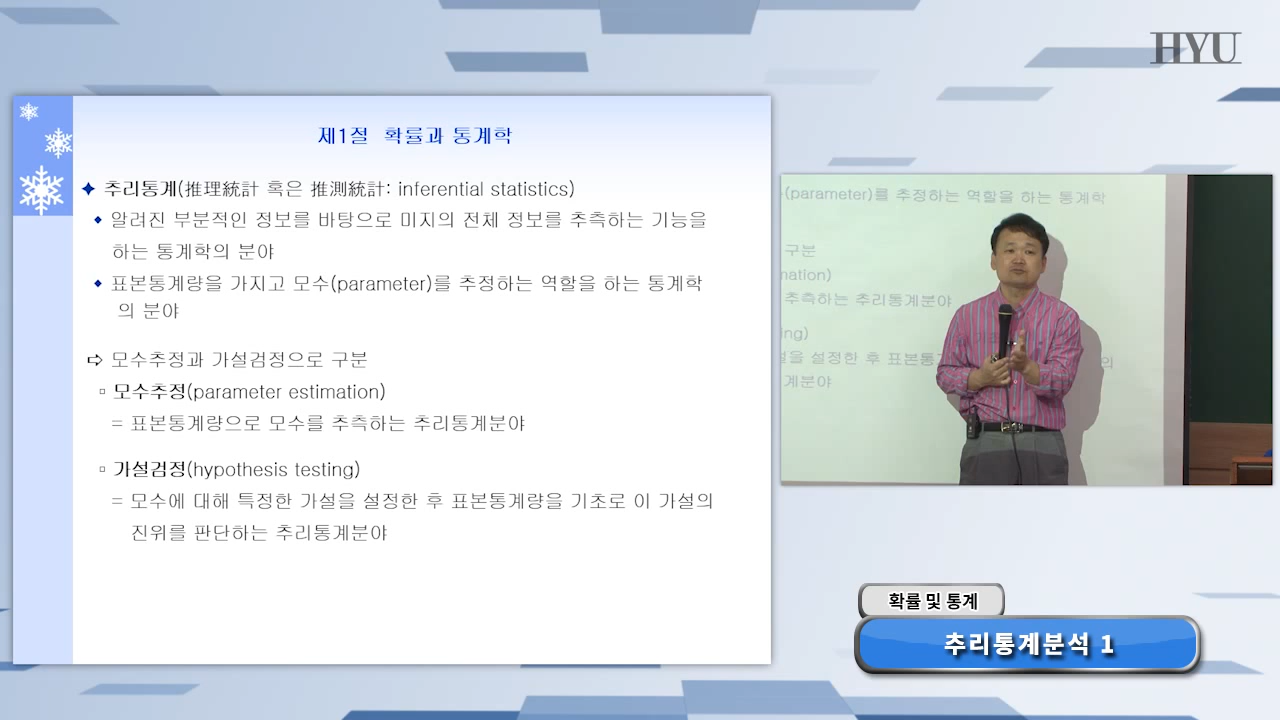 HYU
제1절 확률과 통계학
추리통계(推理統計 혹은 推測統計: inferential statistics)
알려진 부분적인 정보를 바탕으로 미지의 전체 정보를 추측하는 기능을
하는 통계학의 분야
표본통계량을 가지고 모수(parameter)를 추정하는 역할을 하는 통계학
의 분야
⇨ 모수추정과 가설검정으로 구분
▫ 모수추정(parameter estimation)
= 표본통계량으로 모수를 추측하는 추리통계분야
▫ 가설검정(hypothesis testing)
= 모수에 대해 특정한 가설을 설정한 후 표본통계량을 기초로 이 가설의
진위를 판단하는 추리통계분야
(parameter)를 추정하는 역할을 하는 통계학
구분
mation)
추측하는 추리통계분야
ing)
을 설정한 후 표본통 의
계분야
확률 및 통계
추리통계분석 1